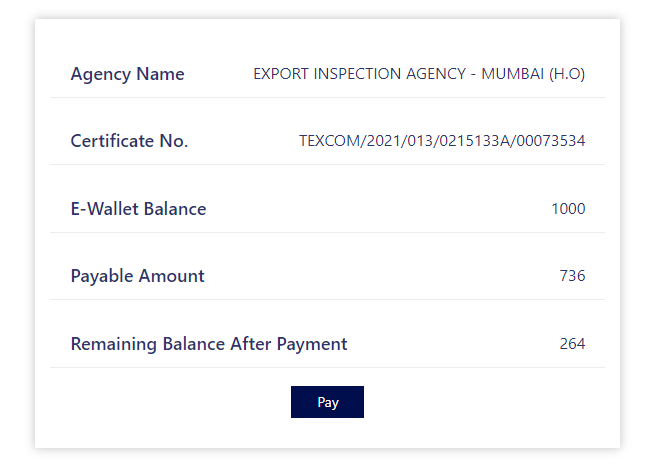 Agency Name EXPORT INSPECTION AGENCY - MUMBAI (H.O)
Certificate No. TEXCOM/2021/013/0215133A/00073534
E-Wallet Balance 1000
Payable Amount 736
Remaining Balance After Payment 264
Pay